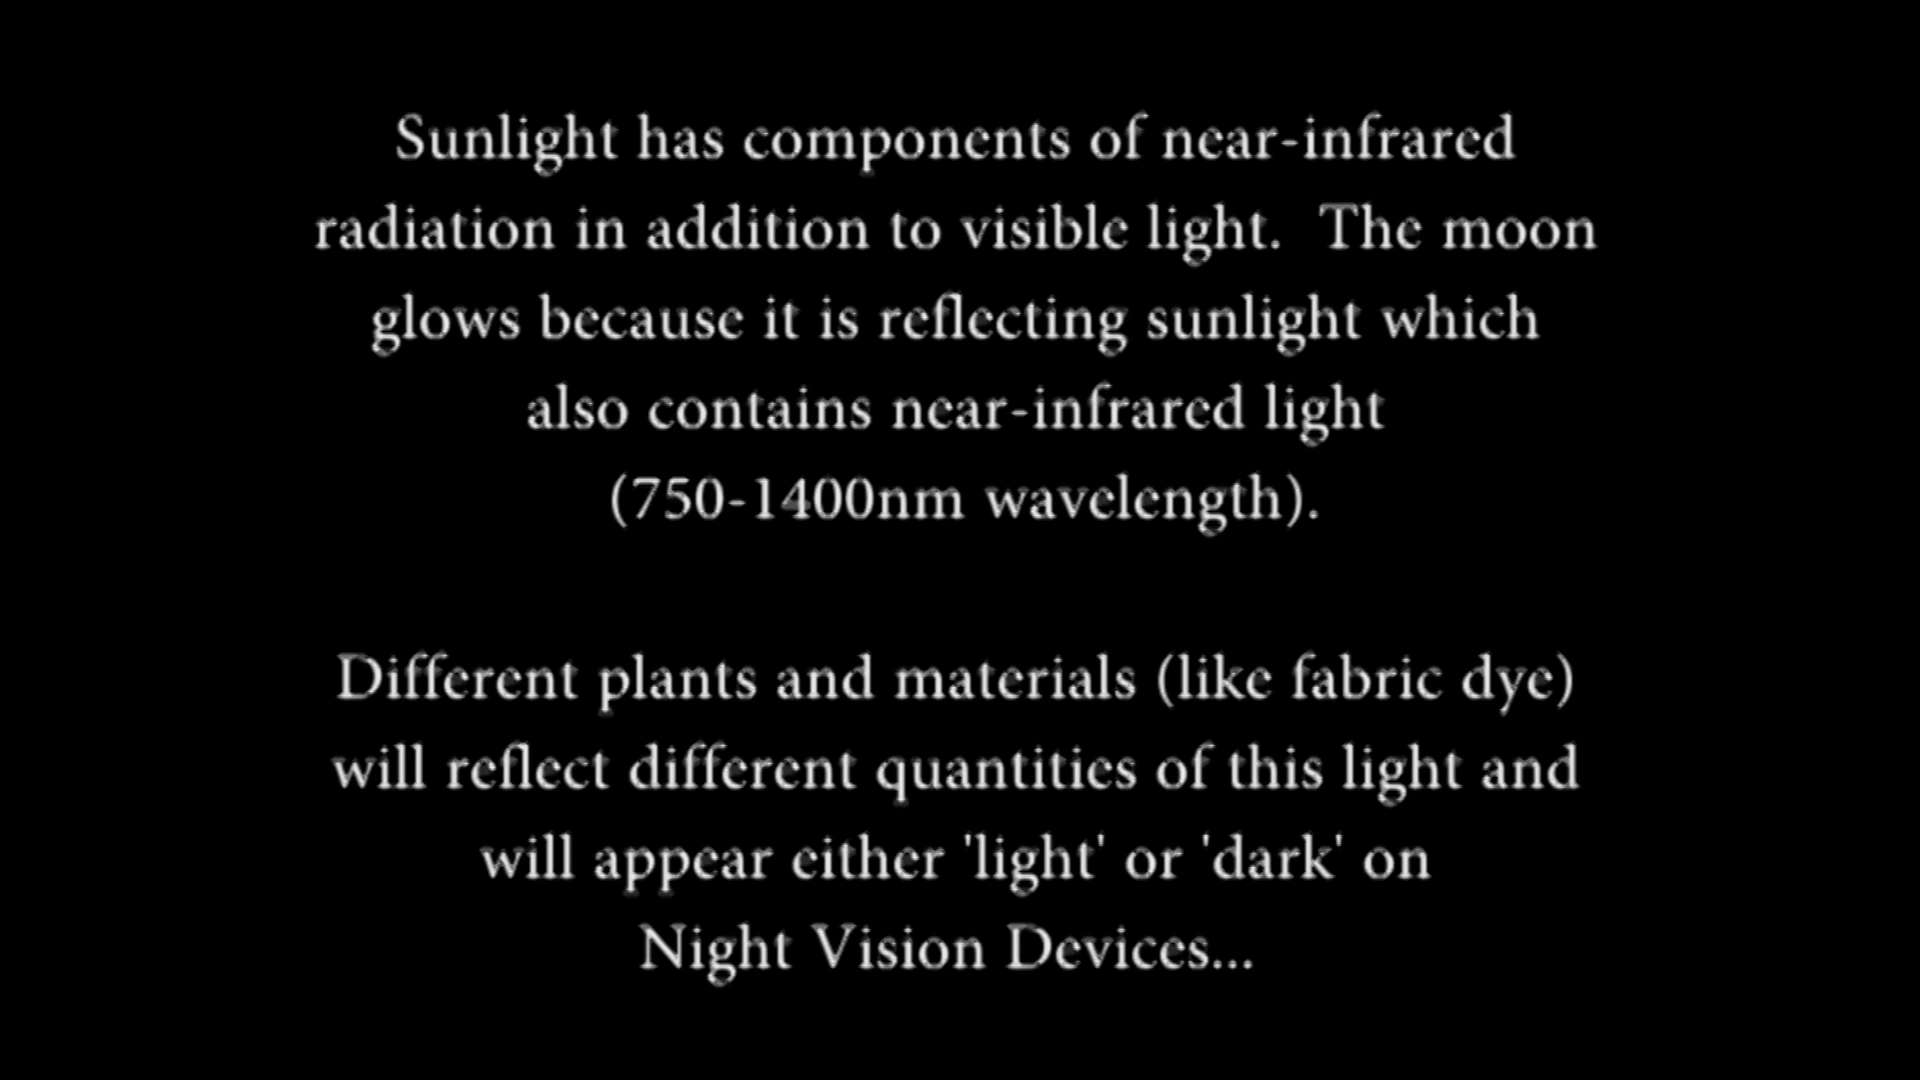 Sunlight has components of near-infrared
radiation in addition to visible light.  The moon
glows because it is reflecting sunlight which
also contains near-infrared light
(750-1400nm wavelength).
Different plants and materials (like fabric dye)
will reflect different quantities of this light and
will appear either 'light' or 'dark' on
Night Vision Devices...